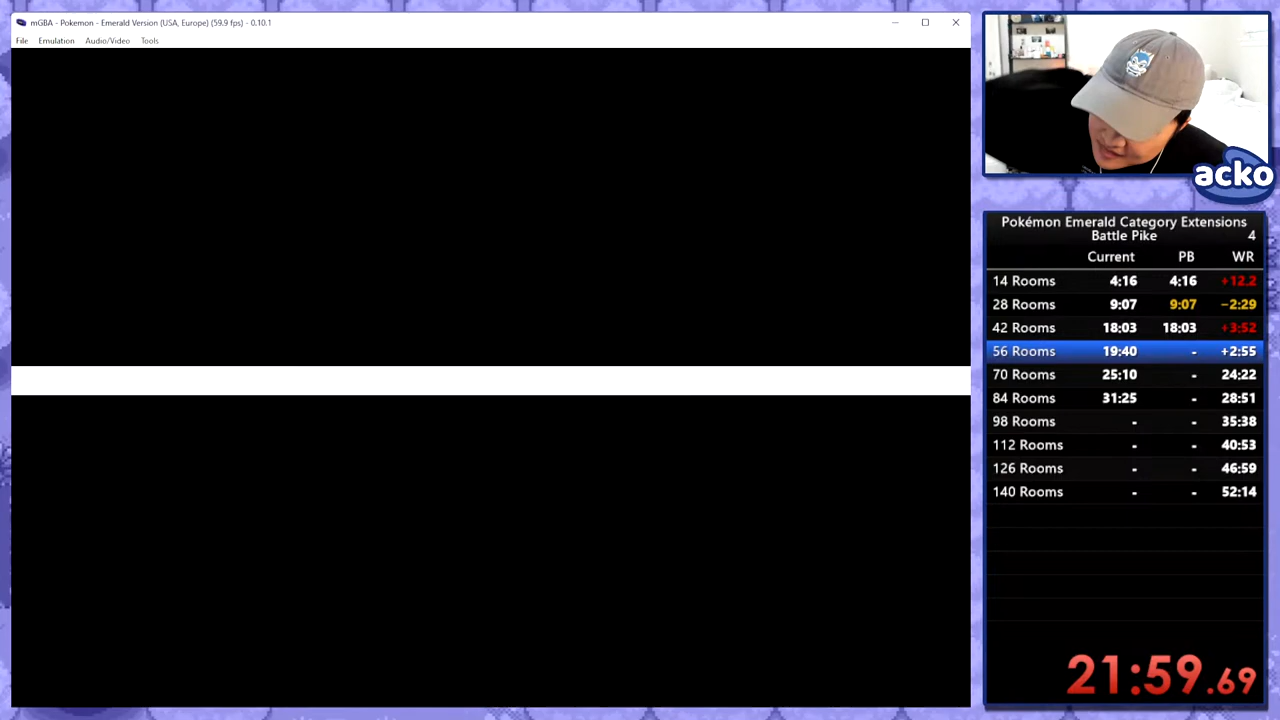 mGBA - Pokemon - Emerald Version (USA, Europe) (59.9 fps) - 0.10.1
File Emulation Audio/Video Tools
acko
Pokémon Emerald Category Extensions
Battle Pike 4
Current PB WR
14 Rooms 4:16 4:16 +12.2
28 Rooms 9:07 9:07 −2:29
42 Rooms 18:03 18:03 +3:52
56 Rooms 19:40 - +2:55
70 Rooms 25:10 - 24:22
84 Rooms 31:25 - 28:51
98 Rooms - - 35:38
112 Rooms - - 40:53
126 Rooms - - 46:59
140 Rooms - - 52:14
21:59.69